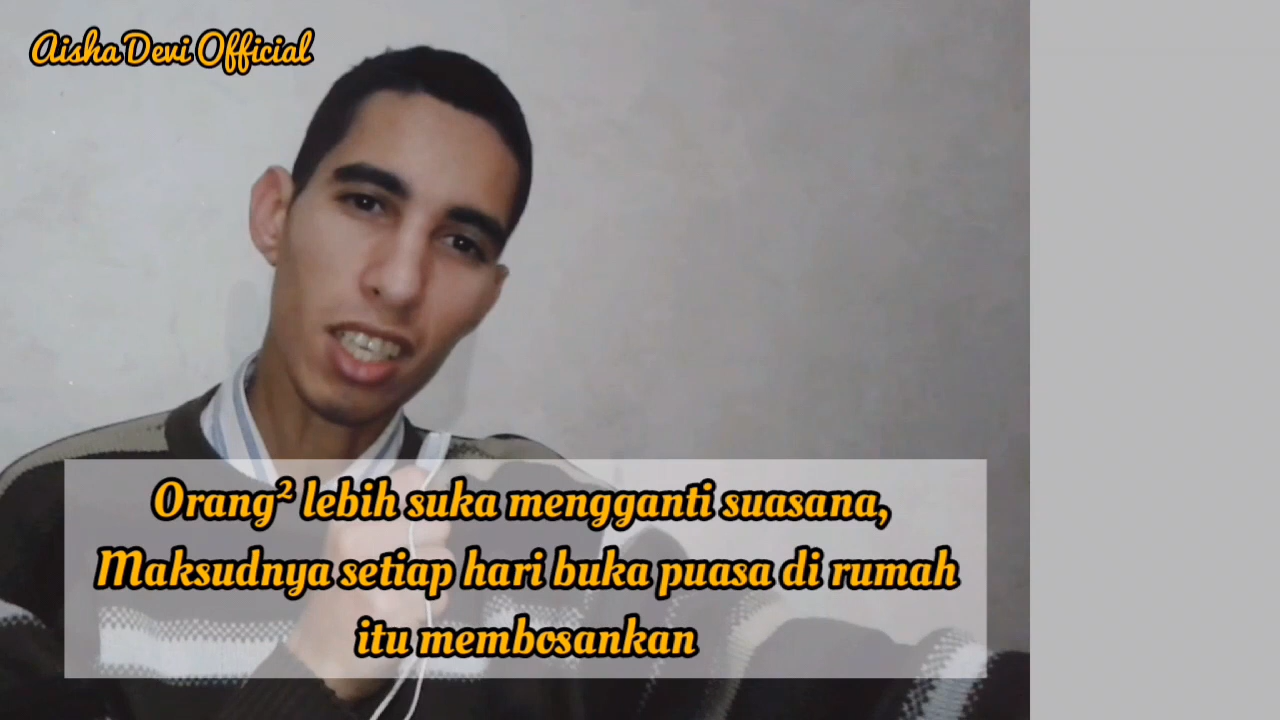 Aisha Devi Official
Orang² lebih suka mengganti suasana,
Maksudnya setiap hari buka puasa di rumah
itu membosankan